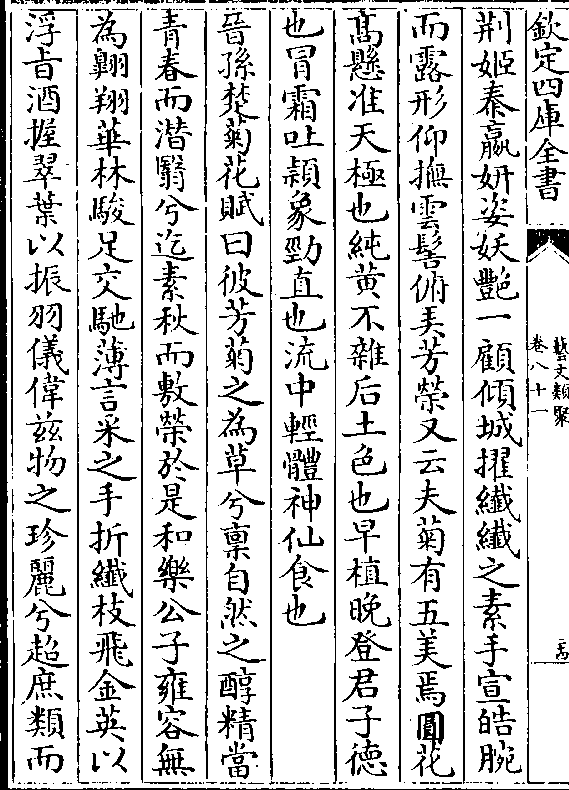 欽定四庫全書
藝文類聚
卷八十一
荆姬秦嬴妍姿妖艷一顧傾城擢纖纖之素手宣皓腕
而露形仰撫雲髻俯弄芳榮又云夫菊有五美焉圓花
髙懸准天極也純黄不雜后土色也早植晚登君子德
也冐霜吐頴象勁直也流中輕體神仙食也
晉孫楚菊花賦曰彼芳菊之為草兮禀自然之醇精當
青春而潛翳兮迄素秋而敷榮於是和樂公子雍容無
為翺翔華林駿足交馳薄言采之手折纖枝飛金英以
浮旨酒握翠葉以振羽儀偉兹物之珍麗兮超庶類而